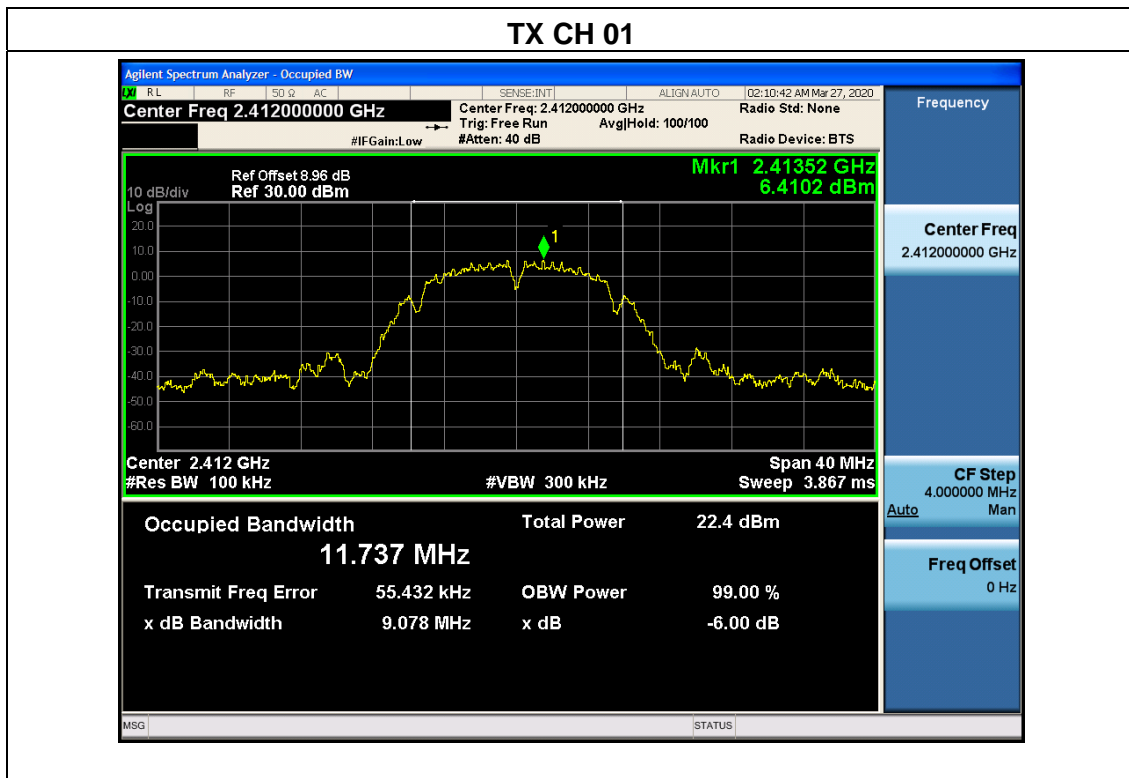 TX CH 01
Agilent Spectrum Analyzer - Occupied BW
LXI RL RF 50 Ω AC SENSE:INT ALIGN AUTO 02:10:42 AM Mar 27, 2020
Center Freq 2.412000000 GHz Center Freq: 2.412000000 GHz Radio Std: None
Trig: Free Run Avg|Hold: 100/100
#IFGain:Low #Atten: 40 dB Radio Device: BTS
Frequency
Mkr1 2.41352 GHz
6.4102 dBm
Ref Offset 8.96 dB
10 dB/div Ref 30.00 dBm
Log
20.0
10.0
0.00
-10.0
-20.0
-30.0
-40.0
-50.0
-60.0
1
Center 2.412 GHz Span 40 MHz
#Res BW 100 kHz #VBW 300 kHz Sweep 3.867 ms
Occupied Bandwidth Total Power 22.4 dBm
11.737 MHz
Transmit Freq Error 55.432 kHz OBW Power 99.00 %
x dB Bandwidth 9.078 MHz x dB -6.00 dB
Center Freq
2.412000000 GHz
CF Step
4.000000 MHz
Auto Man
Freq Offset
0 Hz
MSG STATUS